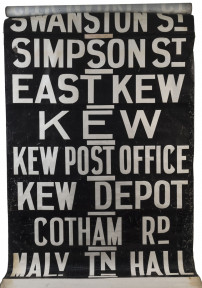 SWANSTON ST
SIMPSON ST
EAST KEW
KEW
KEW POST OFFICE
KEW DEPOT
COTHAM RD
MALV TN HALL